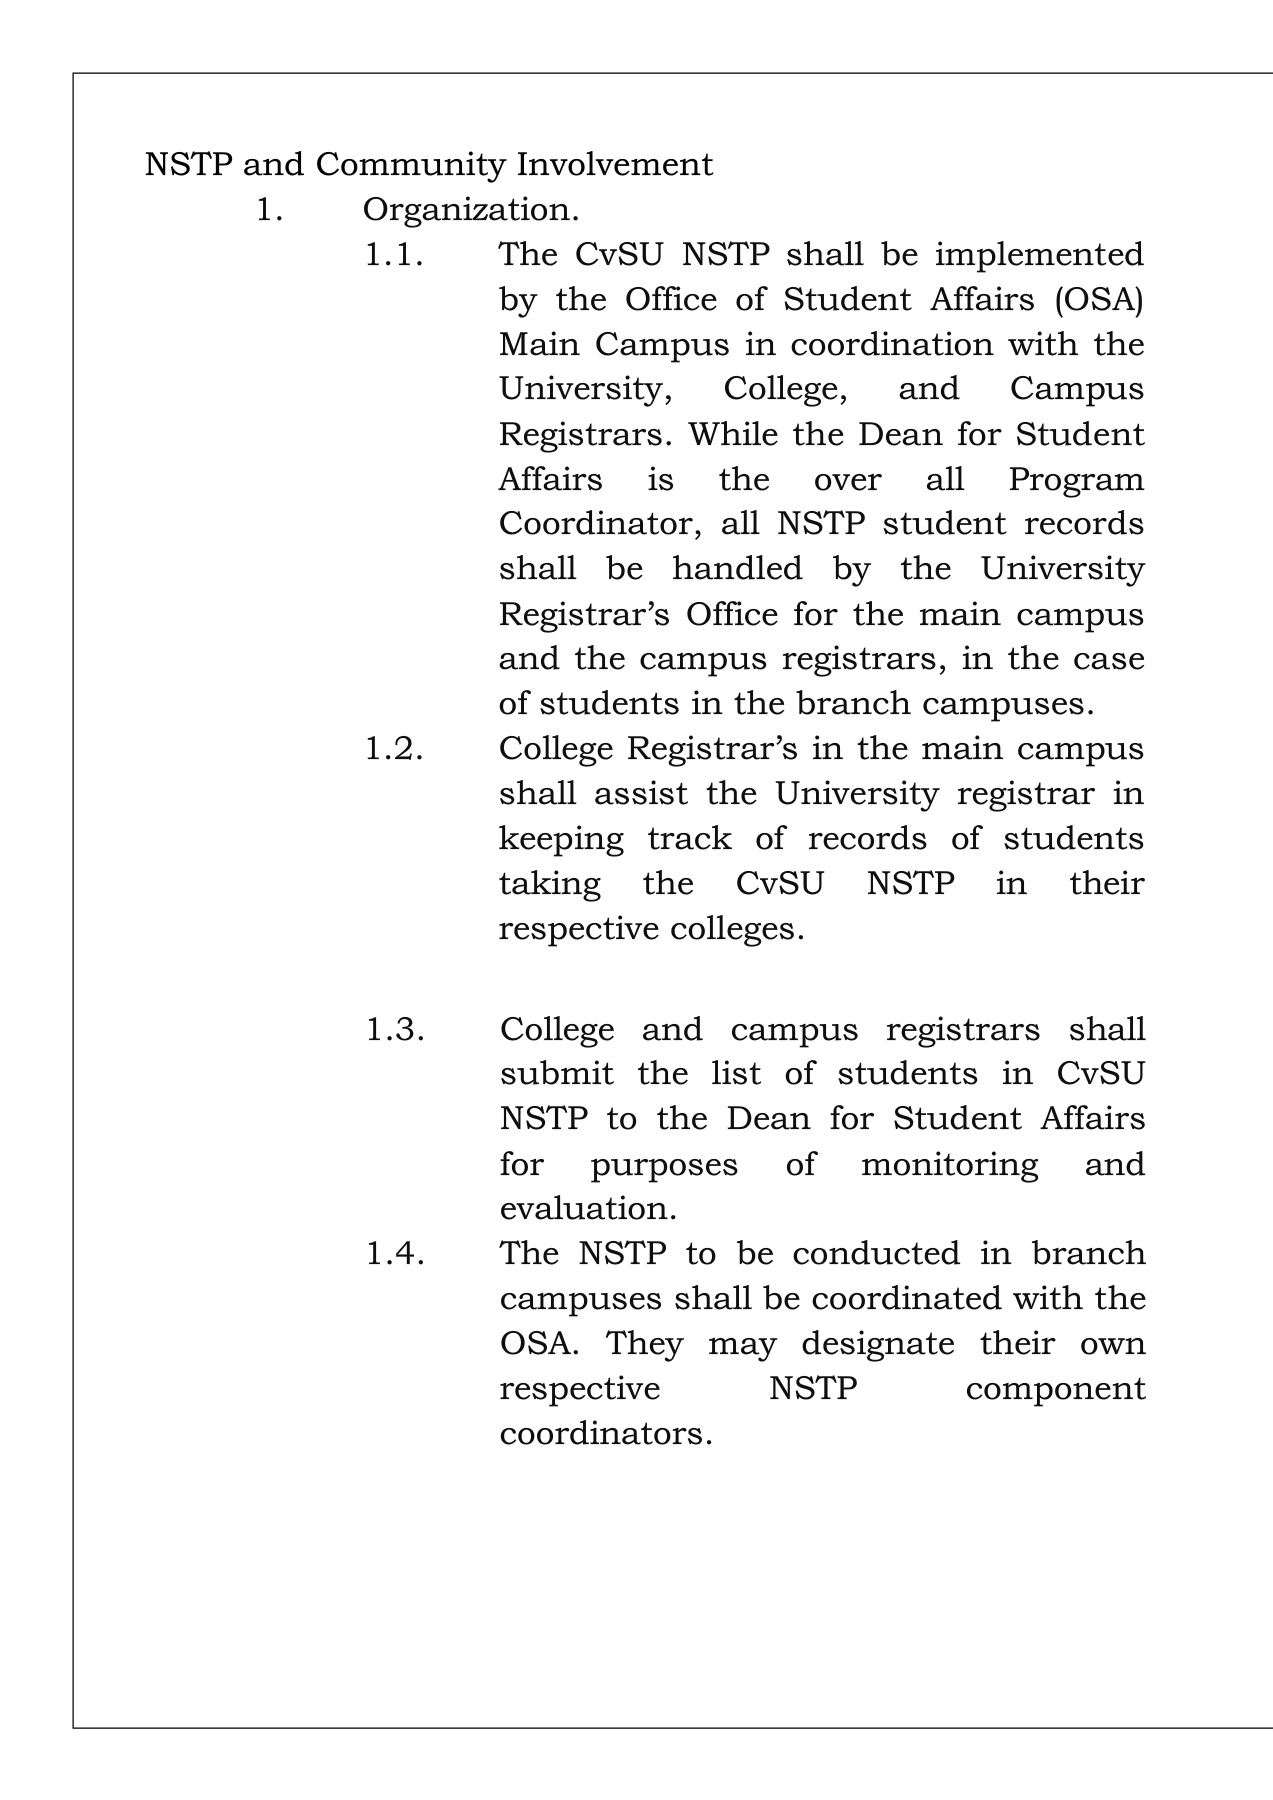 NSTP and Community Involvement
1. Organization.
1.1. The CvSU NSTP shall be implemented
by the Office of Student Affairs (OSA)
Main Campus in coordination with the
University, College, and Campus
Registrars. While the Dean for Student
Affairs is the over all Program
Coordinator, all NSTP student records
shall be handled by the University
Registrar’s Office for the main campus
and the campus registrars, in the case
of students in the branch campuses.
1.2. College Registrar’s in the main campus
shall assist the University registrar in
keeping track of records of students
taking the CvSU NSTP in their
respective colleges.
1.3. College and campus registrars shall
submit the list of students in CvSU
NSTP to the Dean for Student Affairs
for purposes of monitoring and
evaluation.
1.4. The NSTP to be conducted in branch
campuses shall be coordinated with the
OSA. They may designate their own
respective NSTP component
coordinators.